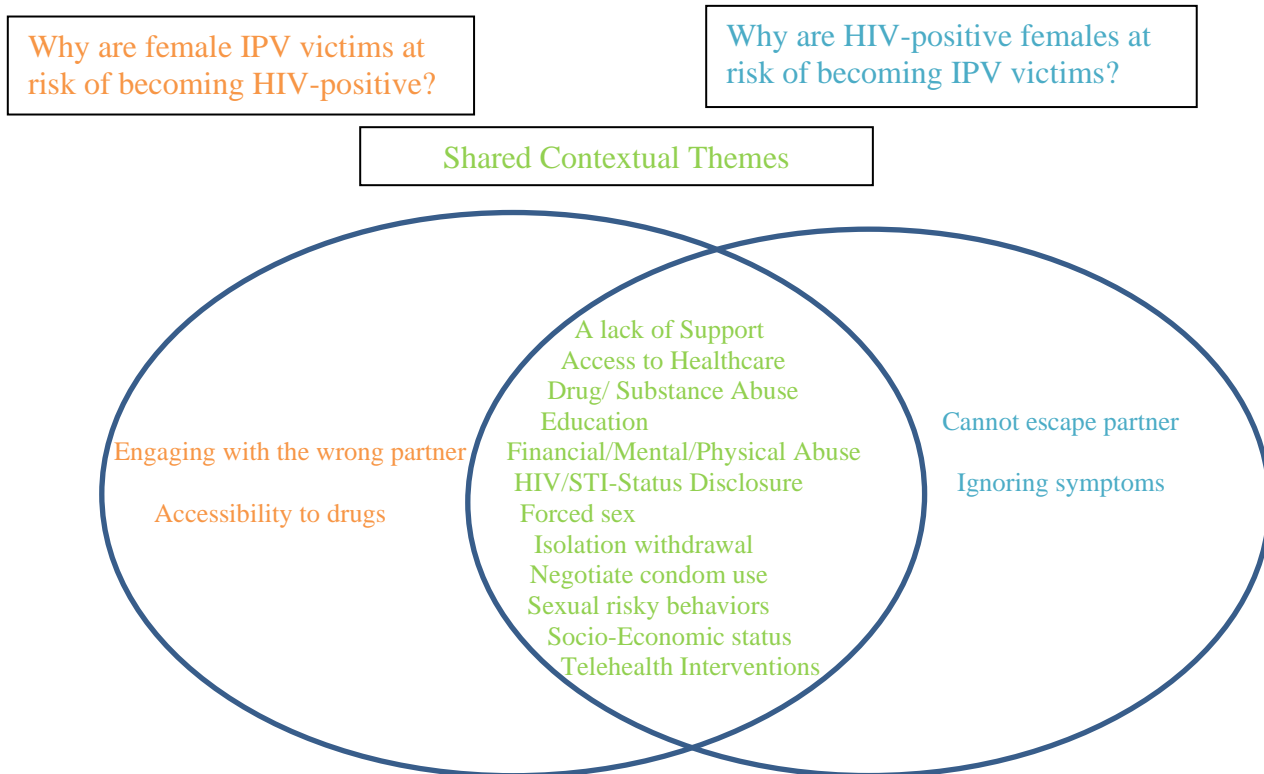 Why are female IPV victims at
risk of becoming HIV-positive?
Why are HIV-positive females at
risk of becoming IPV victims?
Shared Contextual Themes
Engaging with the wrong partner
Accessibility to drugs
A lack of Support
Access to Healthcare
Drug/ Substance Abuse
Education
Financial/Mental/Physical Abuse
HIV/STI-Status Disclosure
Forced sex
Isolation withdrawal
Negotiate condom use
Sexual risky behaviors
Socio-Economic status
Telehealth Interventions
Cannot escape partner
Ignoring symptoms